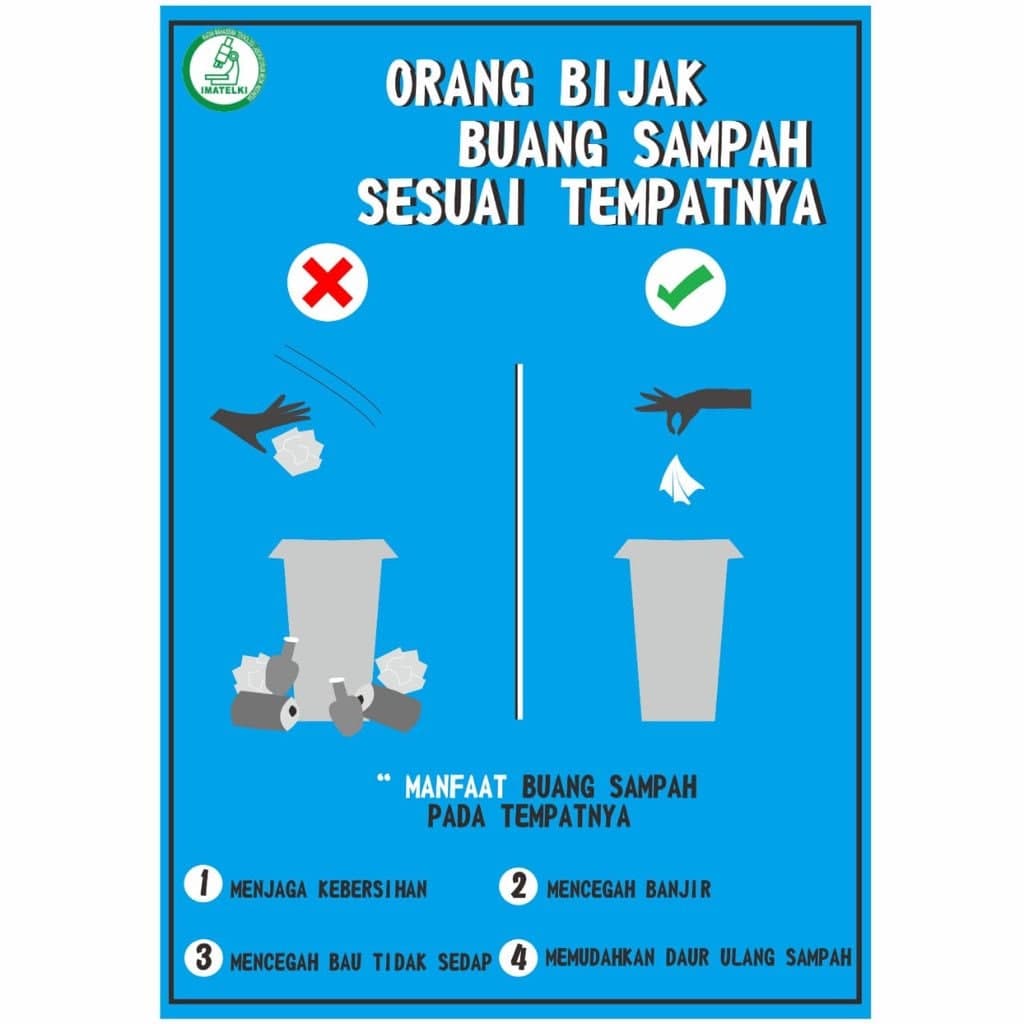 IMATELKI
ORANG BIJAK
BUANG SAMPAH
SESUAI TEMPATNYA
“ MANFAAT BUANG SAMPAH
PADA TEMPATNYA
1 MENJAGA KEBERSIHAN
2 MENCEGAH BANJIR
3 MENCEGAH BAU TIDAK SEDAP
4 MEMUDAHKAN DAUR ULANG SAMPAH